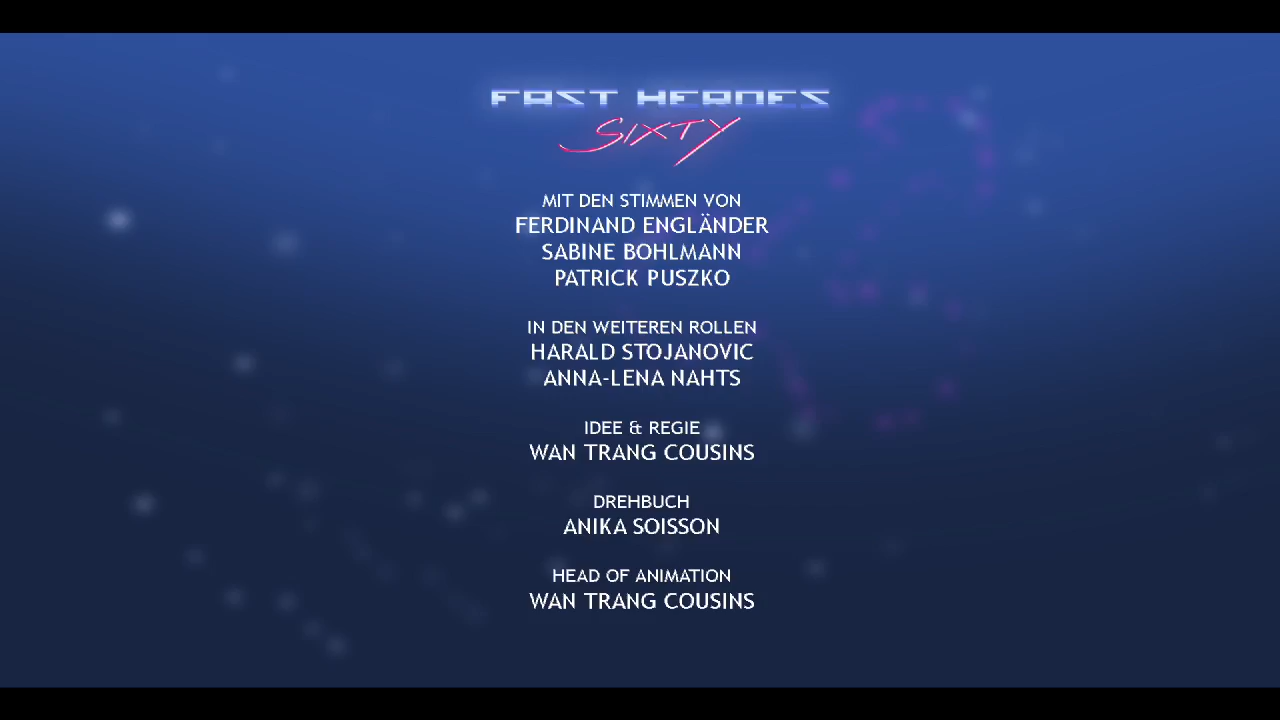 FAST HEROES
SIXTY
MIT DEN STIMMEN VON
FERDINAND ENGLÄNDER
SABINE BOHLMANN
PATRICK PUSZKO
IN DEN WEITEREN ROLLEN
HARALD STOJANOVIC
ANNA-LENA NAHTS
IDEE & REGIE
WAN TRANG COUSINS
DREHBUCH
ANIKA SOISSON
HEAD OF ANIMATION
WAN TRANG COUSINS